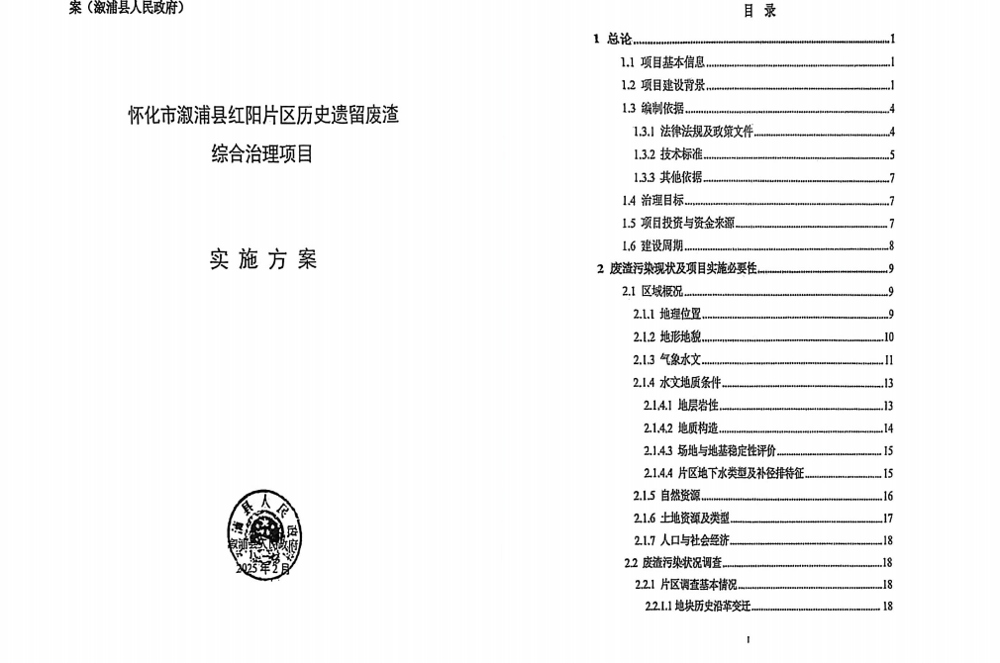 案（溆浦县人民政府）
怀化市溆浦县红阳片区历史遗留废渣
综合治理项目
实 施 方 案
溆浦县人民政府
溆浦县人民政府
2025年2月
目 录
1 总论....................1
1.1 项目基本信息....................1
1.2 项目建设背景....................1
1.3 编制依据....................4
1.3.1 法律法规及政策文件....................4
1.3.2 技术标准....................5
1.3.3 其他依据....................7
1.4 治理目标....................7
1.5 项目投资与资金来源....................7
1.6 建设周期....................8
2 废渣污染现状及项目实施必要性....................9
2.1 区域概况....................9
2.1.1 地理位置....................9
2.1.2 地形地貌....................10
2.1.3 气象水文....................11
2.1.4 水文地质条件....................13
2.1.4.1 地层岩性....................13
2.1.4.2 地质构造....................14
2.1.4.3 场地与地基稳定性评价....................15
2.1.4.4 片区地下水类型及补径排特征....................15
2.1.5 自然资源....................16
2.1.6 土地资源及类型....................17
2.1.7 人口与社会经济....................18
2.2 废渣污染状况调查....................18
2.2.1 片区调查基本情况....................18
2.2.1.1 地块历史沿革变迁....................18
I